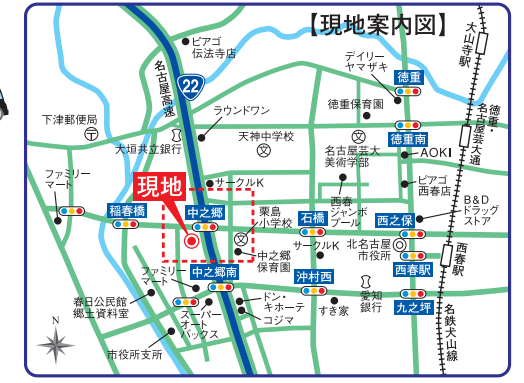 【現地案内図】
ピアゴ
伝法寺店
名古屋高速
22
デイリー
ヤマザキ
徳重
大山寺駅
下津郵便局
ラウンドワン
徳重保育園
徳重・
名古屋芸大通
大垣共立銀行
天神中学校
文
文
徳重南
名古屋芸大
美術学部
AOKI
ファミリー
マート
現地
サークルK
西春
ジャンボ
プール
ピアゴ
西春店
稲春橋
中之郷
栗島
小学校
文
石橋
西之保
B&D
ドラッグ
ストア
中之郷
保育園
サークルK
北名古屋
市役所
西春駅
西春駅
ファミリー
マート
中之郷南
沖村西
春日公民館
郷土資料室
スーパー
オート
バックス
ドン・
キホーテ
コジマ
すき家
愛知
銀行
九之坪
名鉄犬山線
市役所支所
N